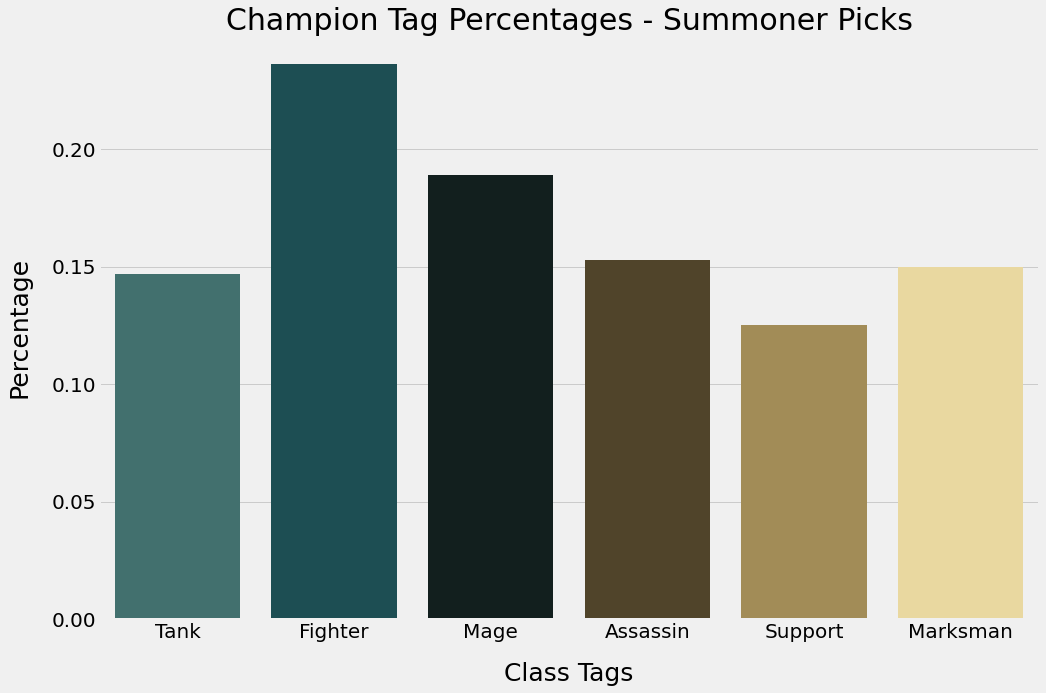 Champion Tag Percentages - Summoner Picks
Percentage
0.20
0.15
0.10
0.05
0.00
Tank Fighter Mage Assassin Support Marksman
Class Tags